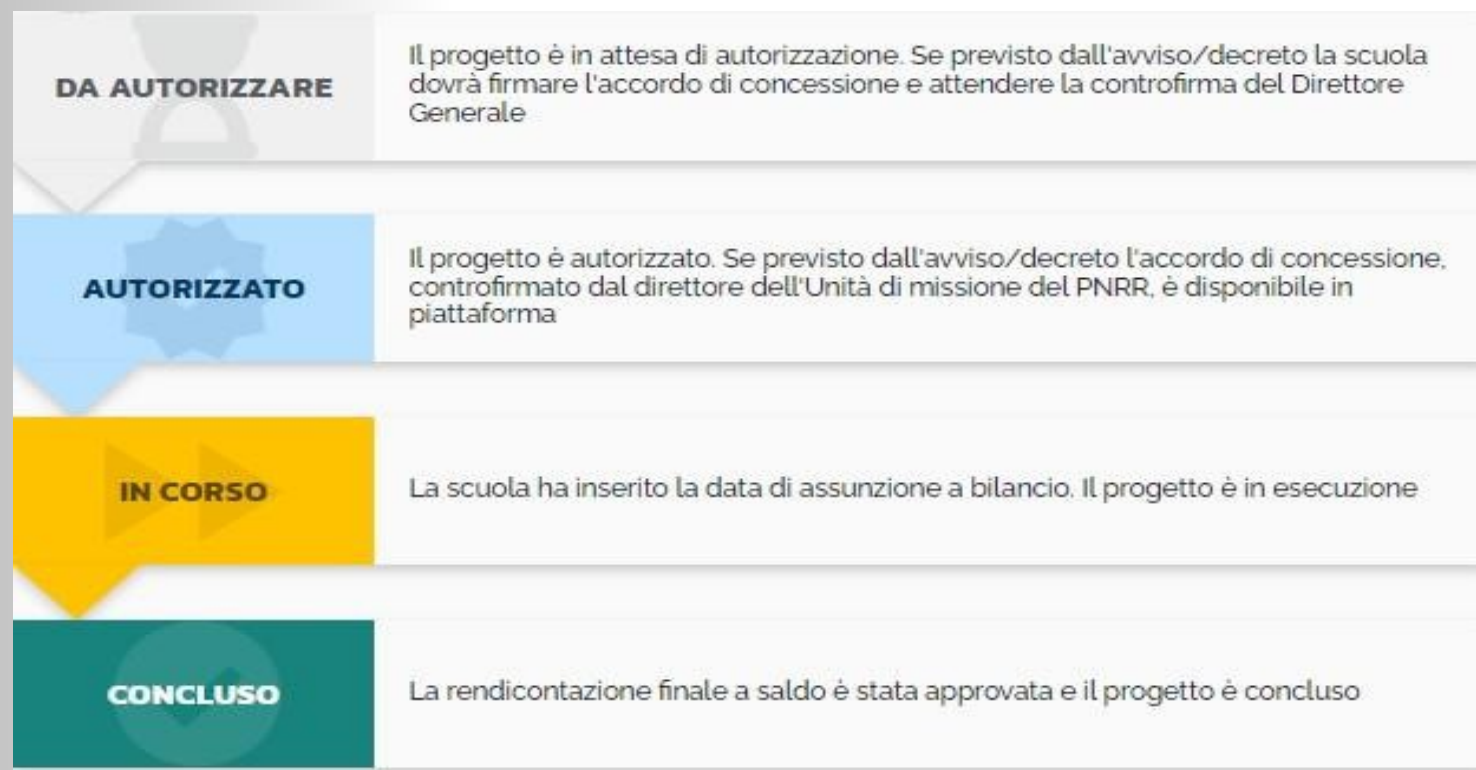 DA AUTORIZZARE
Il progetto è in attesa di autorizzazione. Se previsto dall'avviso/decreto la scuola
dovrà firmare l'accordo di concessione e attendere la controfirma del Direttore
Generale
AUTORIZZATO
Il progetto è autorizzato. Se previsto dall'avviso/decreto l'accordo di concessione,
controfirmato dal direttore dell'Unità di missione del PNRR, è disponibile in
piattaforma
IN CORSO
La scuola ha inserito la data di assunzione a bilancio. Il progetto è in esecuzione
CONCLUSO
La rendicontazione finale a saldo è stata approvata e il progetto è concluso